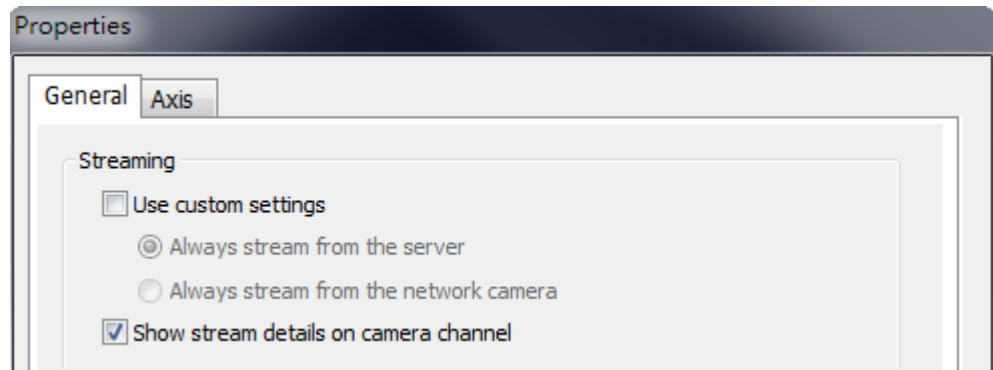 Properties
General Axis
Streaming
Use custom settings
Always stream from the server
Always stream from the network camera
Show stream details on camera channel